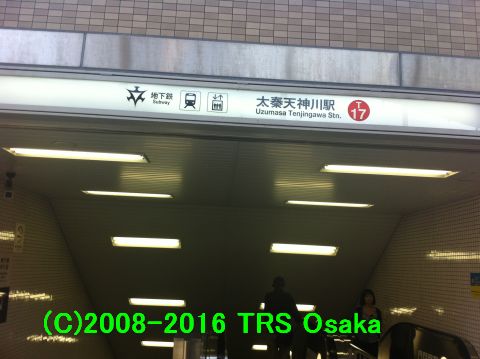 地下鉄
Subway
太秦天神川駅
Uzumasa Tenjingawa Stn.
T
17
(C)2008-2016 TRS Osaka